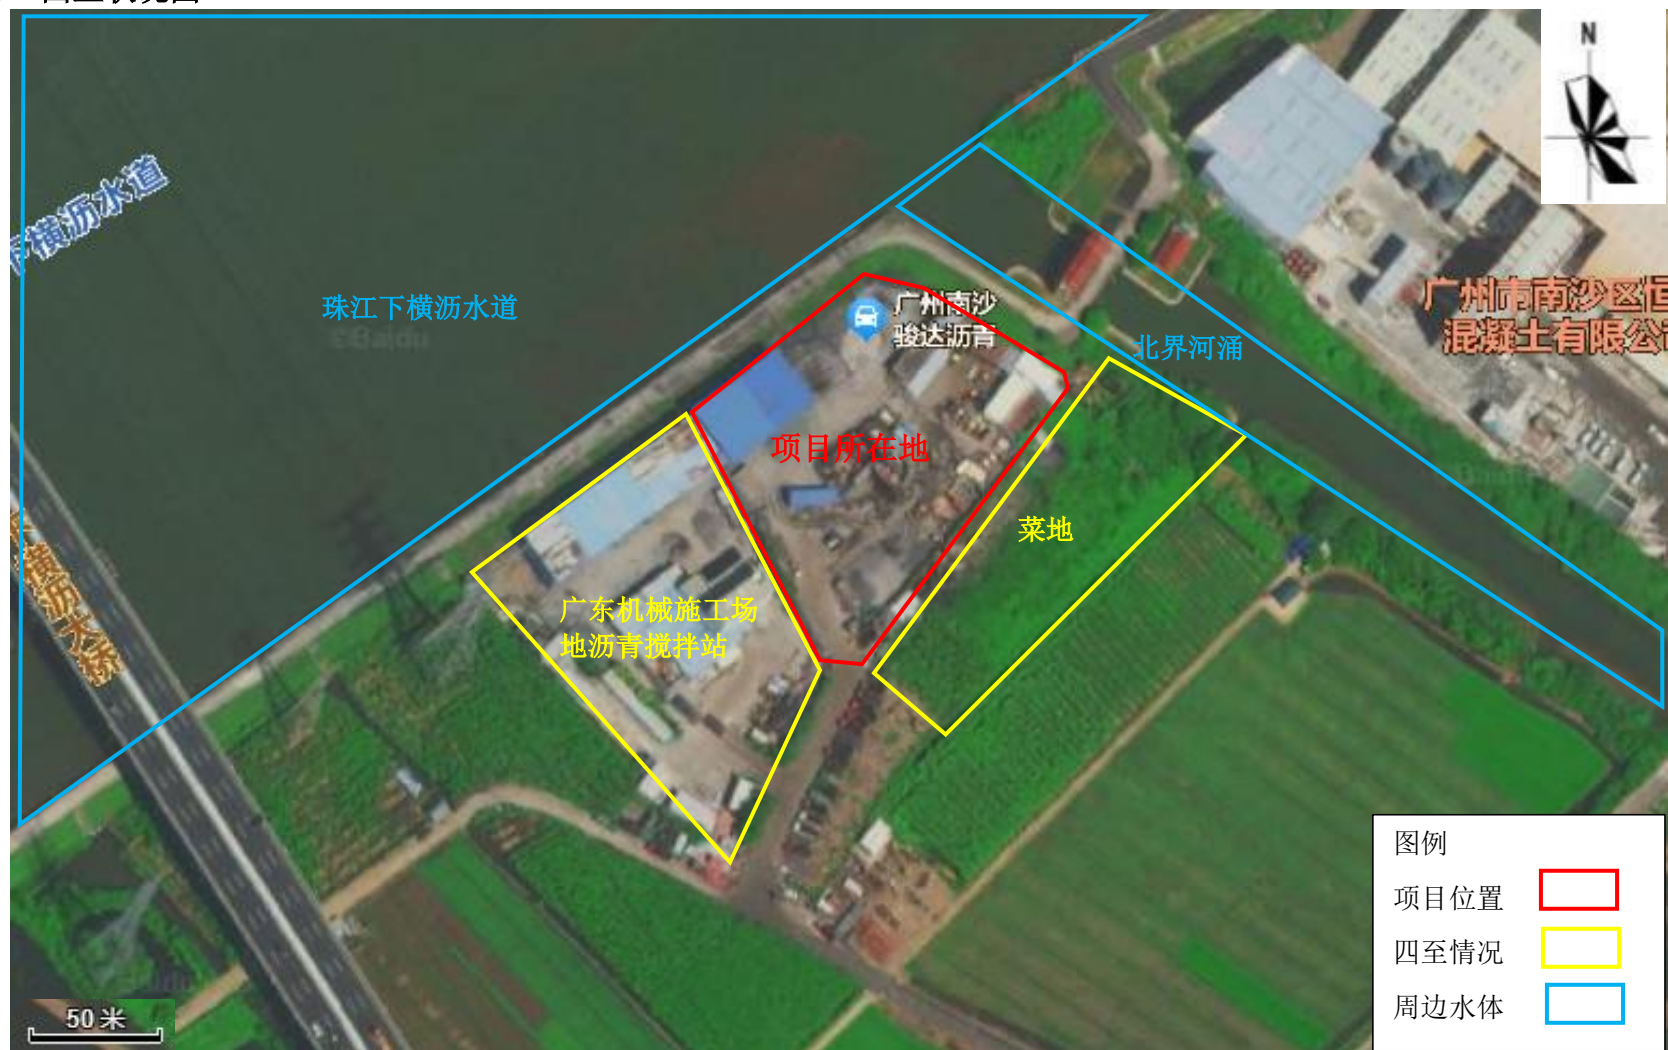 N
下横沥水道
珠江下横沥水道
©Baidu
广州南沙
骏达沥青
北界河涌
广州市南沙区恒
混凝土有限公司
项目所在地
菜地
广东机械施工场
地沥青搅拌站
下横沥大桥
50 米
图例
项目位置
四至情况
周边水体